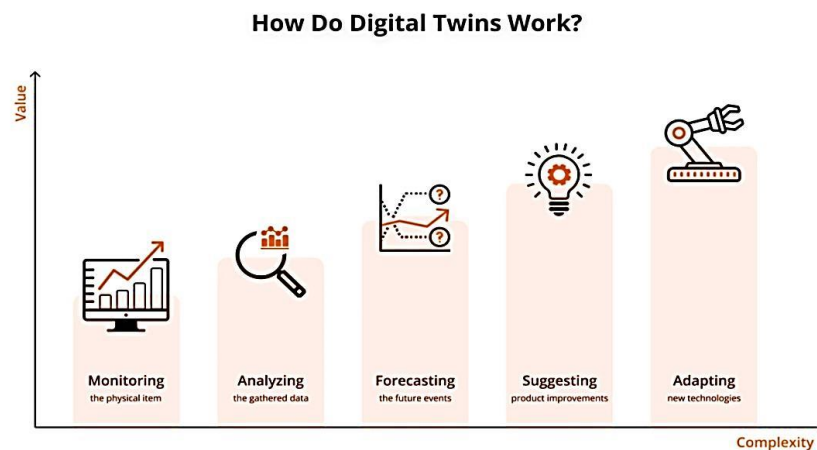 How Do Digital Twins Work?
Value
?
?
Monitoring
the physical item
Analyzing
the gathered data
Forecasting
the future events
Suggesting
product improvements
Adapting
new technologies
Complexity